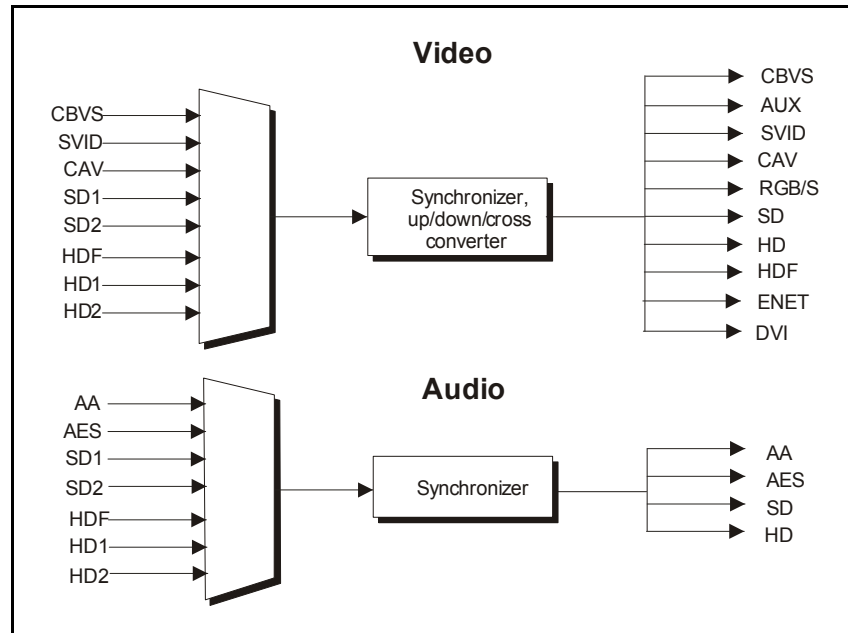 Video
CBVS
SVID
CAV
SD1
SD2
HDF
HD1
HD2
Synchronizer,
up/down/cross
converter
CBVS
AUX
SVID
CAV
RGB/S
SD
HD
HDF
ENET
DVI
Audio
AA
AES
SD1
SD2
HDF
HD1
HD2
Synchronizer
AA
AES
SD
HD